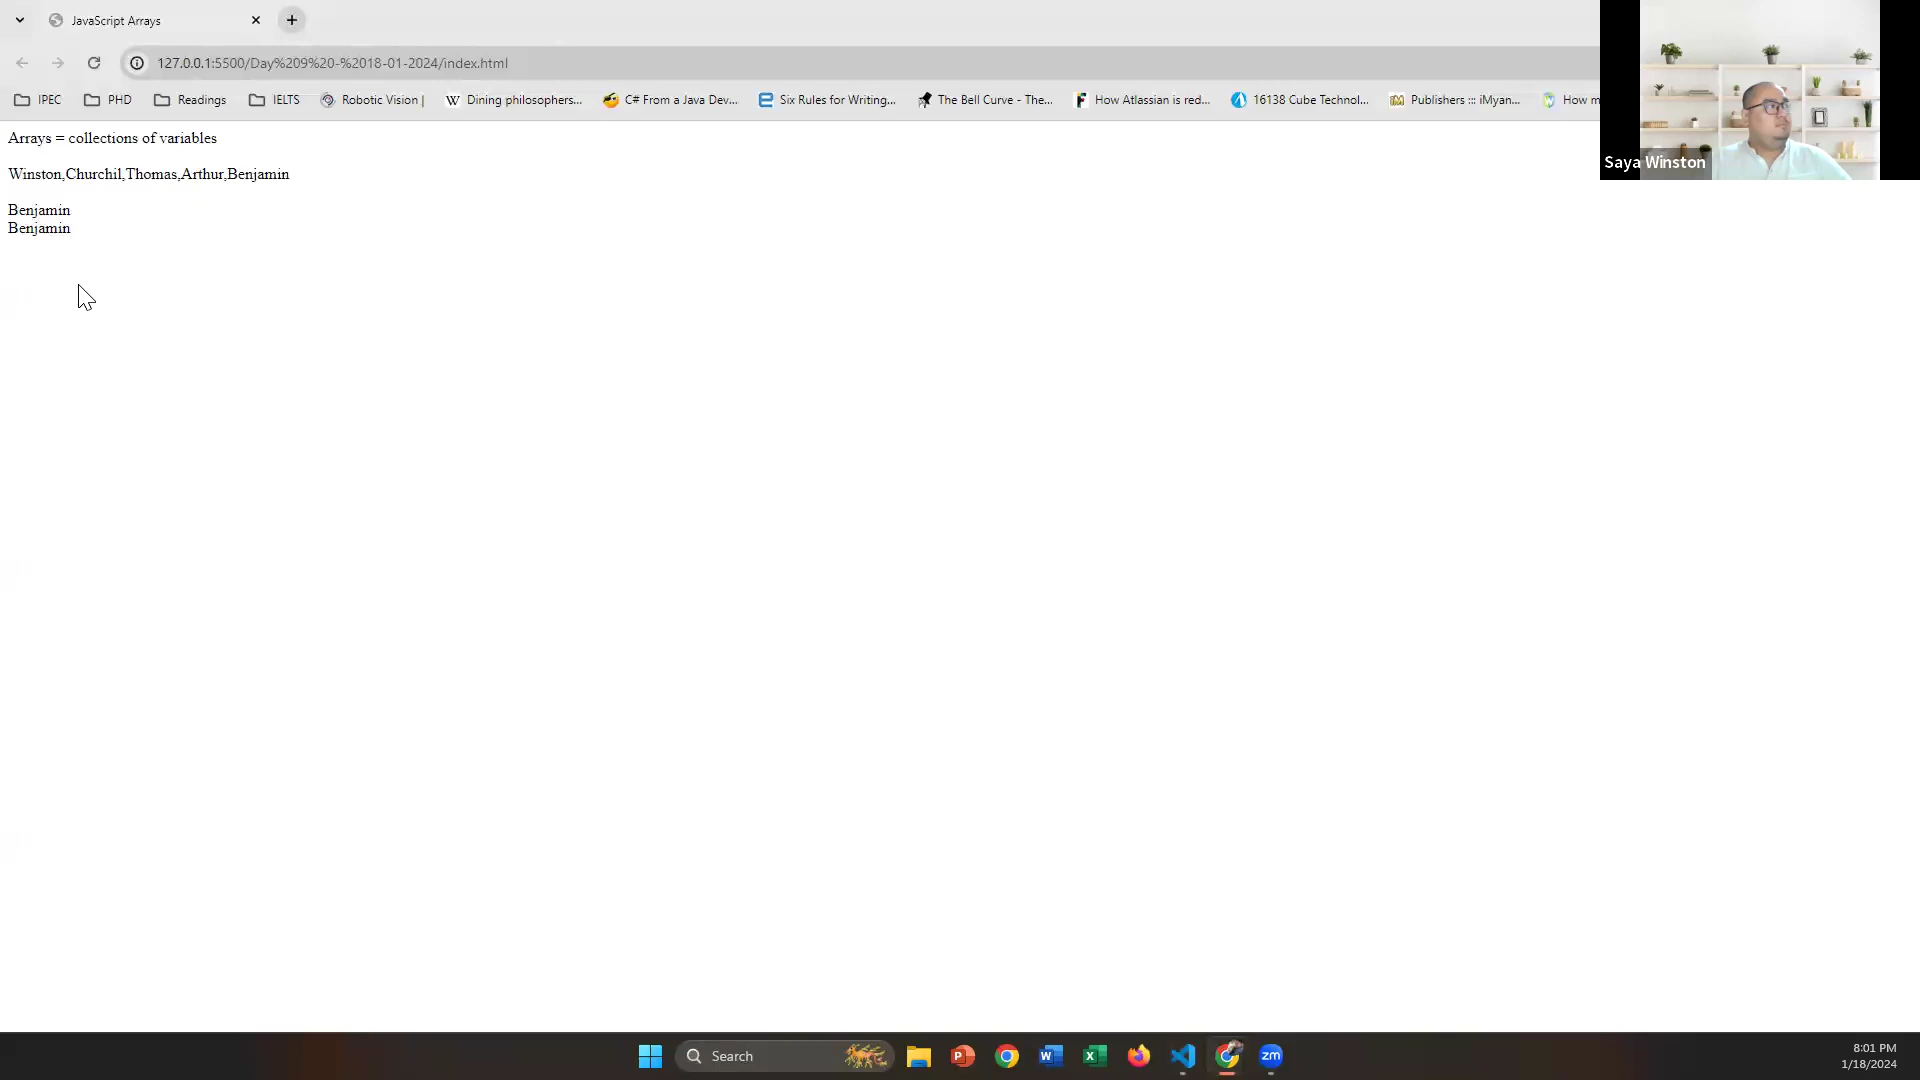 JavaScript Arrays
127.0.0.1:5500/Day%209%20-%2018-01-2024/index.html
IPEC PHD Readings IELTS Robotic Vision | Dining philosophers... C# From a Java Dev... Six Rules for Writing... The Bell Curve - The... How Atlassian is red... 16138 Cube Technol... Publishers ::: iMyan... How m
Saya Winston
Arrays = collections of variables
Winston,Churchil,Thomas,Arthur,Benjamin
Benjamin
Benjamin
Search
8:01 PM
1/18/2024